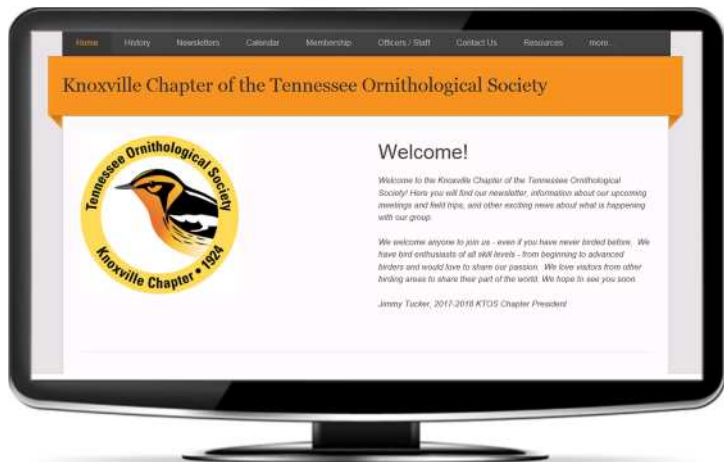 Home History Newsletters Calendar Membership Officers / Staff Contact Us Resources more...
Knoxville Chapter of the Tennessee Ornithological Society
Tennessee Ornithological Society
Knoxville Chapter • 1924
Welcome!
Welcome to the Knoxville Chapter of the Tennessee Ornithological
Society! Here you will find our newsletter, information about our upcoming
meetings and field trips, and other exciting news about what is happening
with our group.
We welcome anyone to join us - even if you have never birded before. We
have bird enthusiasts of all skill levels - from beginning to advanced
birders and would love to share our passion. We love visitors from other
birding areas to share their part of the world. We hope to see you soon
Jimmy Tucker, 2017-2018 KTOS Chapter President